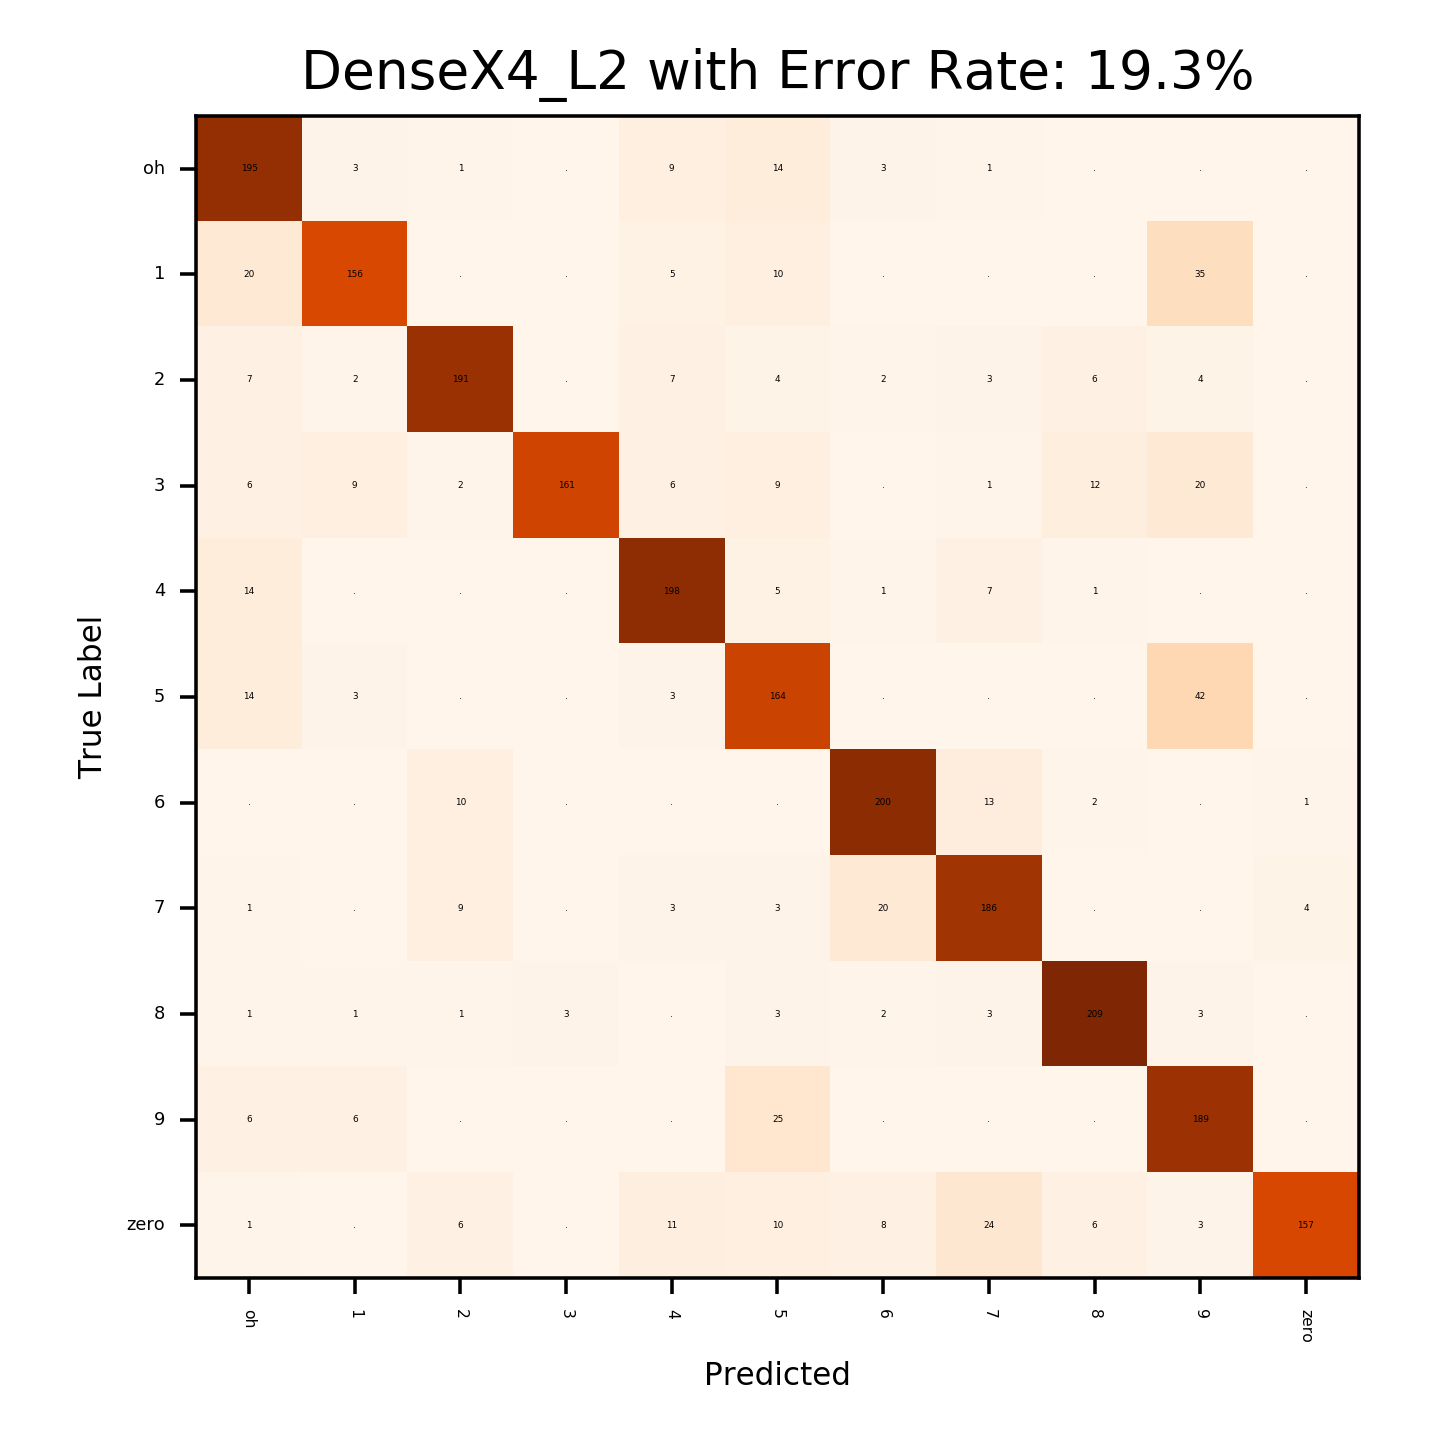 DenseX4_L2 with Error Rate: 19.3%
oh 195 3 1 . 9 14 3 1 . . .
1 20 156 . . 5 10 . . . 35 .
2 7 2 191 . 7 4 2 3 6 4 .
3 6 9 2 161 6 9 . 1 12 20 .
4 14 . . . 198 5 1 7 1 . .
5 14 3 . . 3 164 . . . 42 .
6 . . 10 . . . 200 13 2 . 1
7 1 . 9 . 3 3 20 186 . . 4
8 1 1 1 3 . 3 2 3 209 3 .
9 6 6 . . . 25 . . . 189 .
zero 1 . 6 . 11 10 8 24 6 3 157
True Label
oh 1 2 3 4 5 6 7 8 9 zero
Predicted